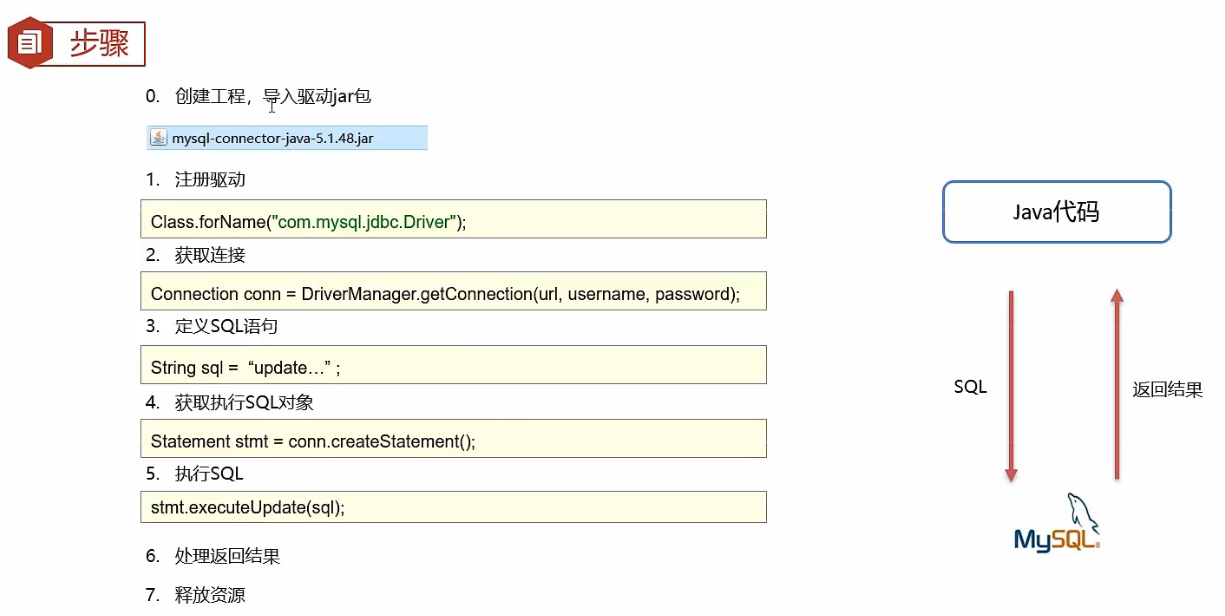 步骤
0. 创建工程，导入驱动jar包
mysql-connector-java-5.1.48.jar
1. 注册驱动
Class.forName("com.mysql.jdbc.Driver");
2. 获取连接
Connection conn = DriverManager.getConnection(url, username, password);
3. 定义SQL语句
String sql = “update…” ;
4. 获取执行SQL对象
Statement stmt = conn.createStatement();
5. 执行SQL
stmt.executeUpdate(sql);
6. 处理返回结果
7. 释放资源
Java代码
SQL
返回结果
MySQL®